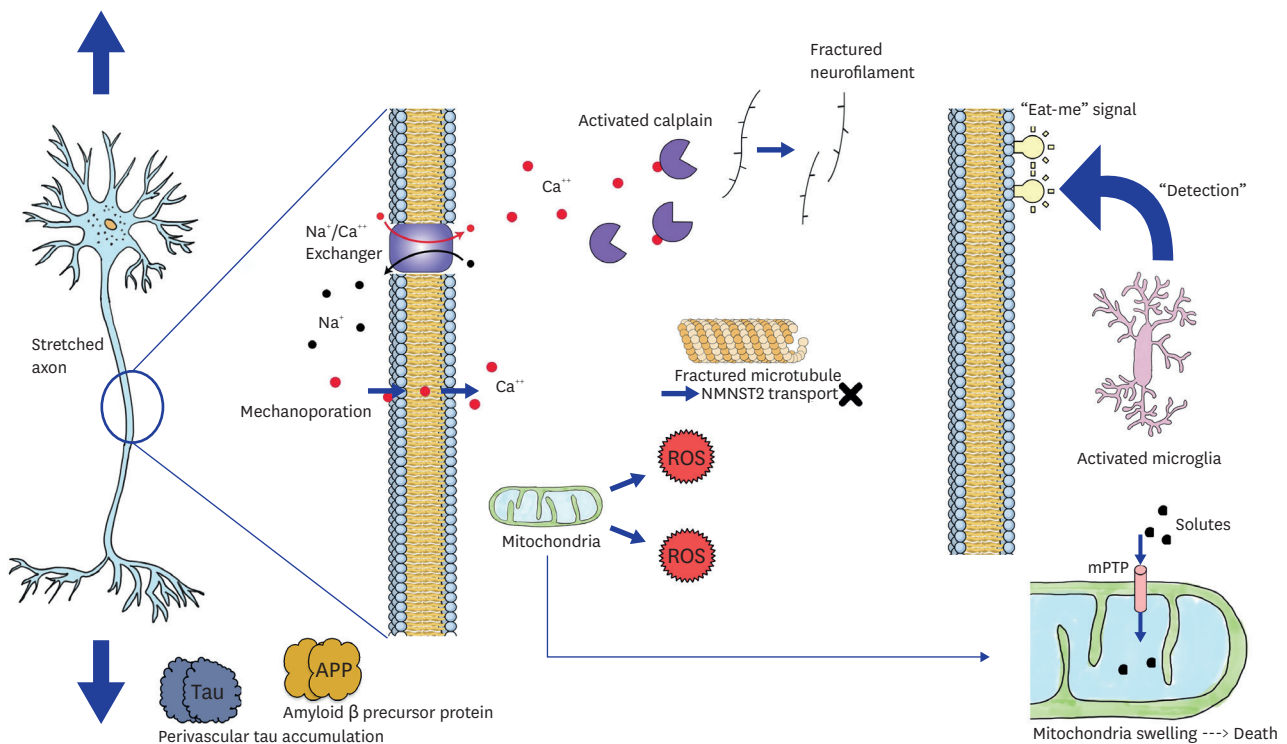 Fractured
neurofilament
"Eat-me" signal
Activated calplain
Ca⁺⁺
"Detection"
Na⁺/Ca⁺⁺
Exchanger
Na⁺
Stretched
axon
Fractured microtubule
NMNST2 transport
Ca⁺⁺
Mechanoporation
Activated microglia
ROS
Mitochondria
ROS
Solutes
mPTP
Tau
APP
Amyloid β precursor protein
Perivascular tau accumulation
Mitochondria swelling ---> Death